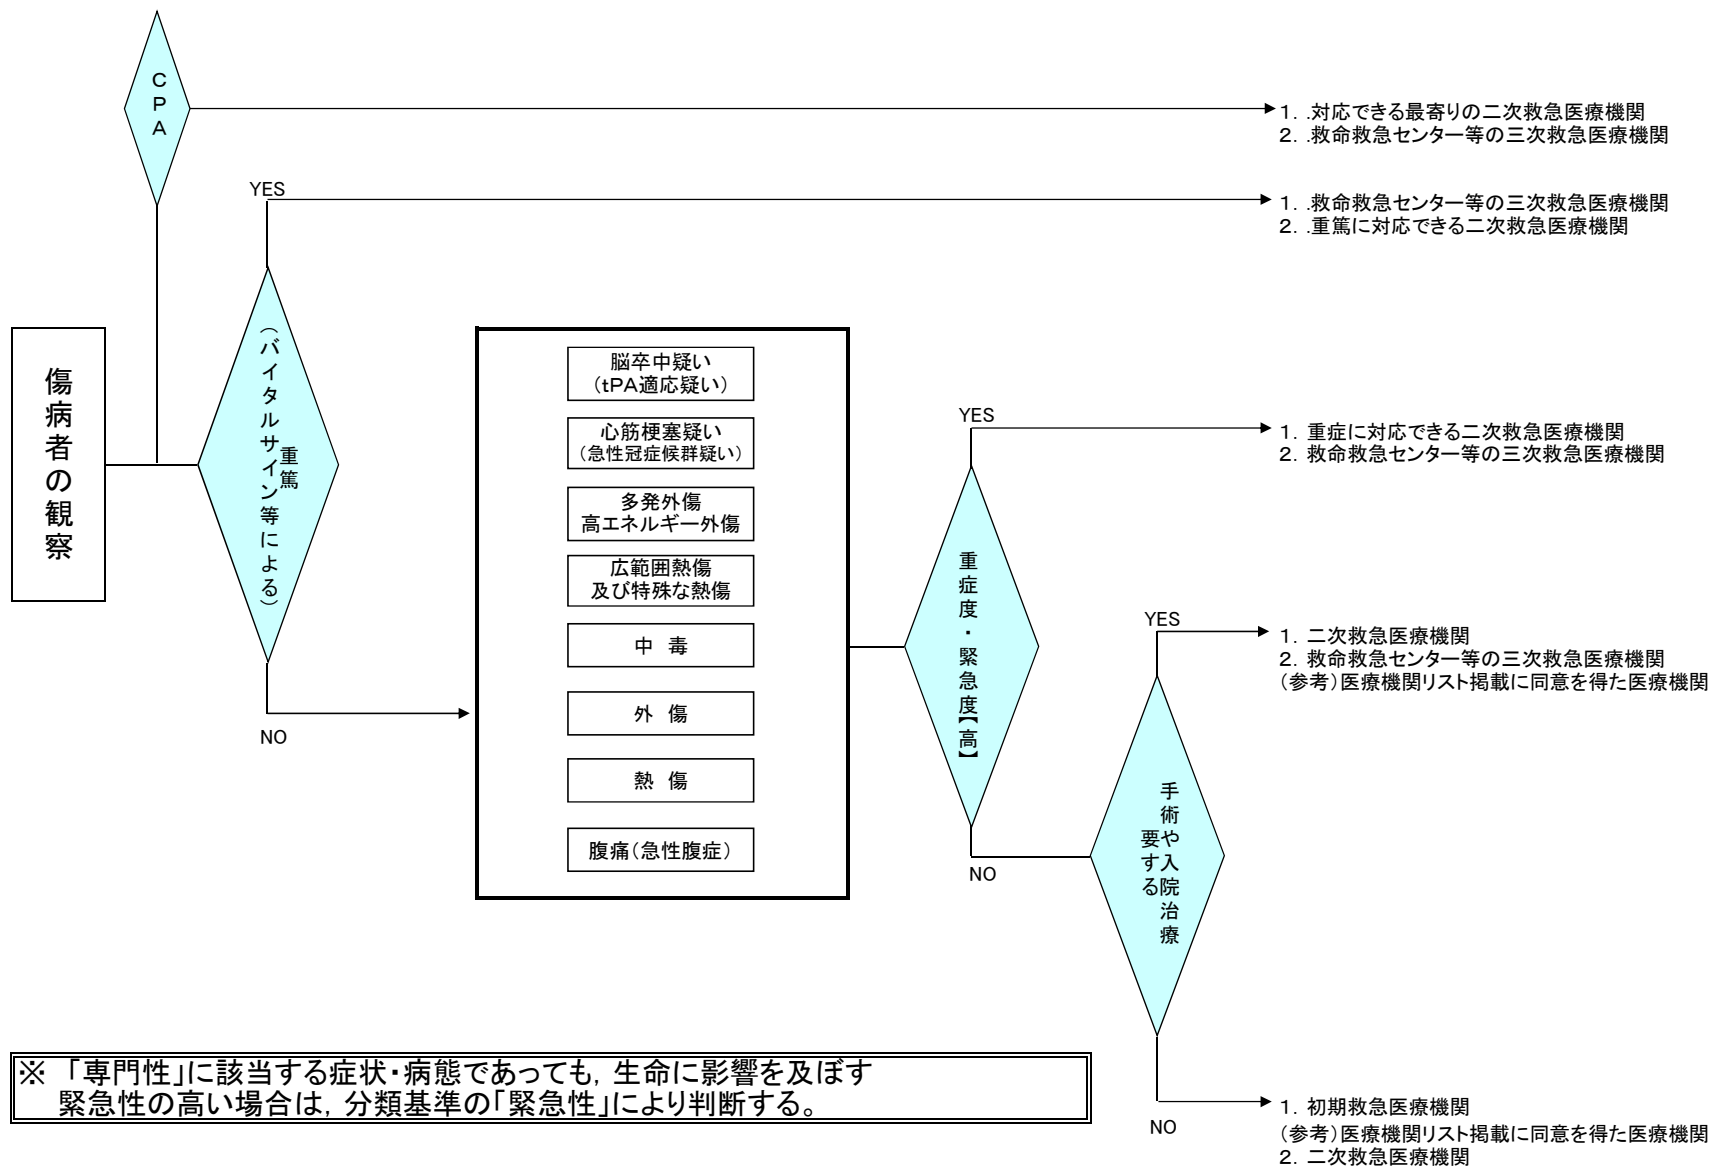 CPA
1．.対応できる最寄りの二次救急医療機関
2．.救命救急センター等の三次救急医療機関
YES
1．.救命救急センター等の三次救急医療機関
2．.重篤に対応できる二次救急医療機関
傷病者の観察
重篤
（バイタルサイン等による）
NO
脳卒中疑い
（tPA適応疑い）
心筋梗塞疑い
（急性冠症候群疑い）
多発外傷
高エネルギー外傷
広範囲熱傷
及び特殊な熱傷
中 毒
外 傷
熱 傷
腹痛（急性腹症）
YES
1．重症に対応できる二次救急医療機関
2．救命救急センター等の三次救急医療機関
重症度・緊急度【高】
NO
YES
1．二次救急医療機関
2．救命救急センター等の三次救急医療機関
（参考）医療機関リスト掲載に同意を得た医療機関
手術や入院治療
要する
NO
1．初期救急医療機関
（参考）医療機関リスト掲載に同意を得た医療機関
2．二次救急医療機関
※ 「専門性」に該当する症状・病態であっても，生命に影響を及ぼす
緊急性の高い場合は，分類基準の「緊急性」により判断する。